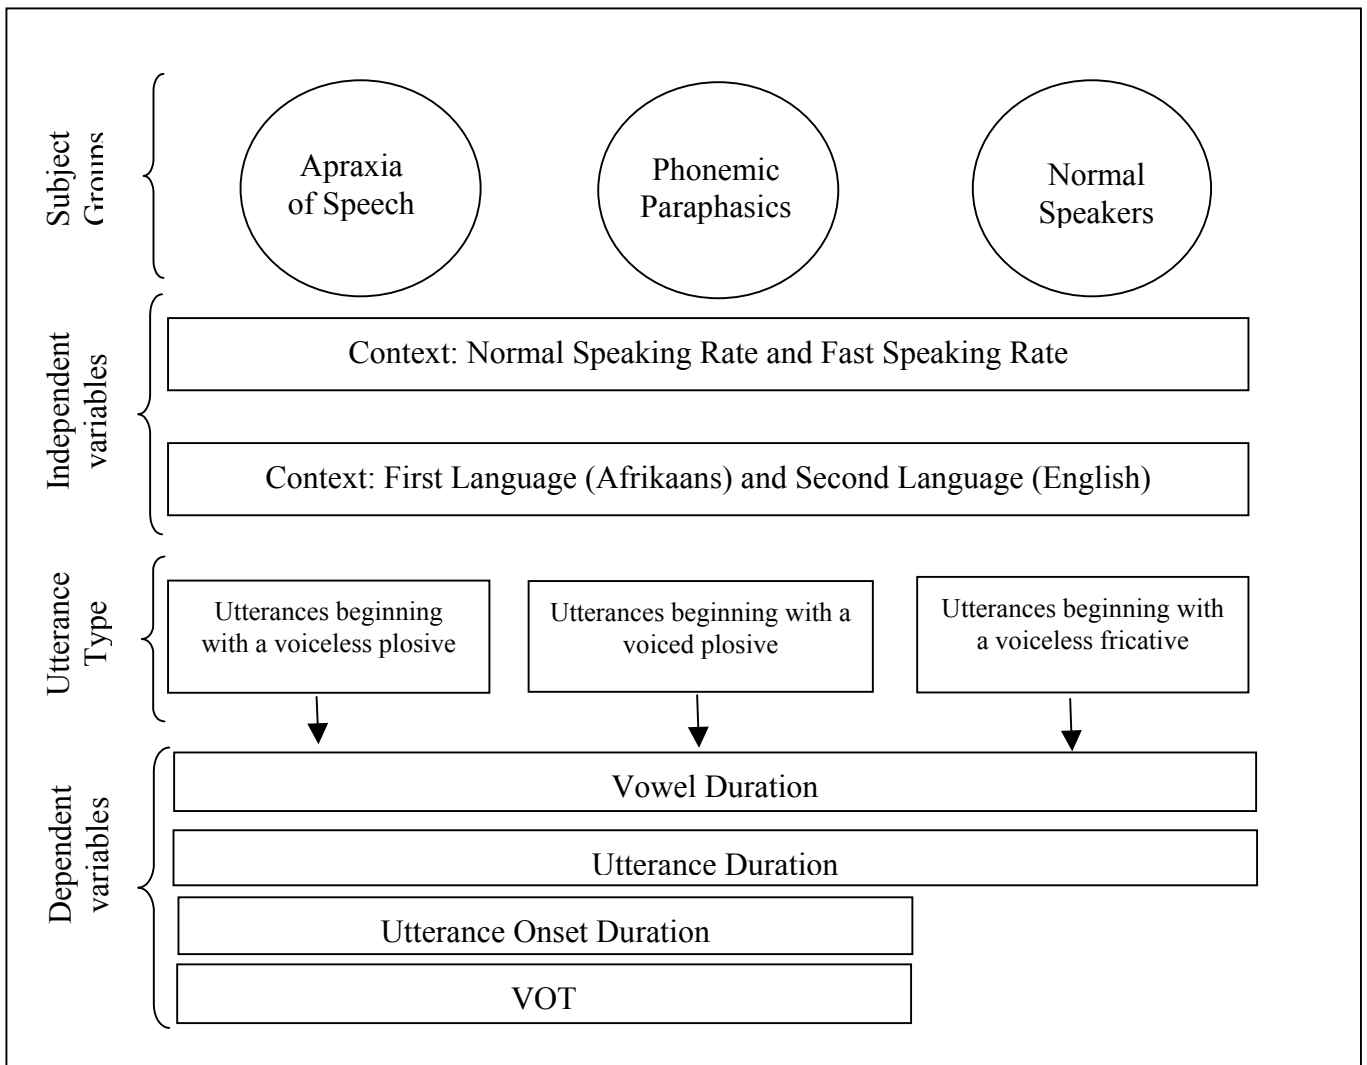 Subject
Groups
Apraxia
of Speech
Phonemic
Paraphasics
Normal
Speakers
Independent
variables
Context: Normal Speaking Rate and Fast Speaking Rate
Context: First Language (Afrikaans) and Second Language (English)
Utterance
Type
Utterances beginning
with a voiceless plosive
Utterances beginning with a
voiced plosive
Utterances beginning with
a voiceless fricative
Dependent
variables
Vowel Duration
Utterance Duration
Utterance Onset Duration
VOT